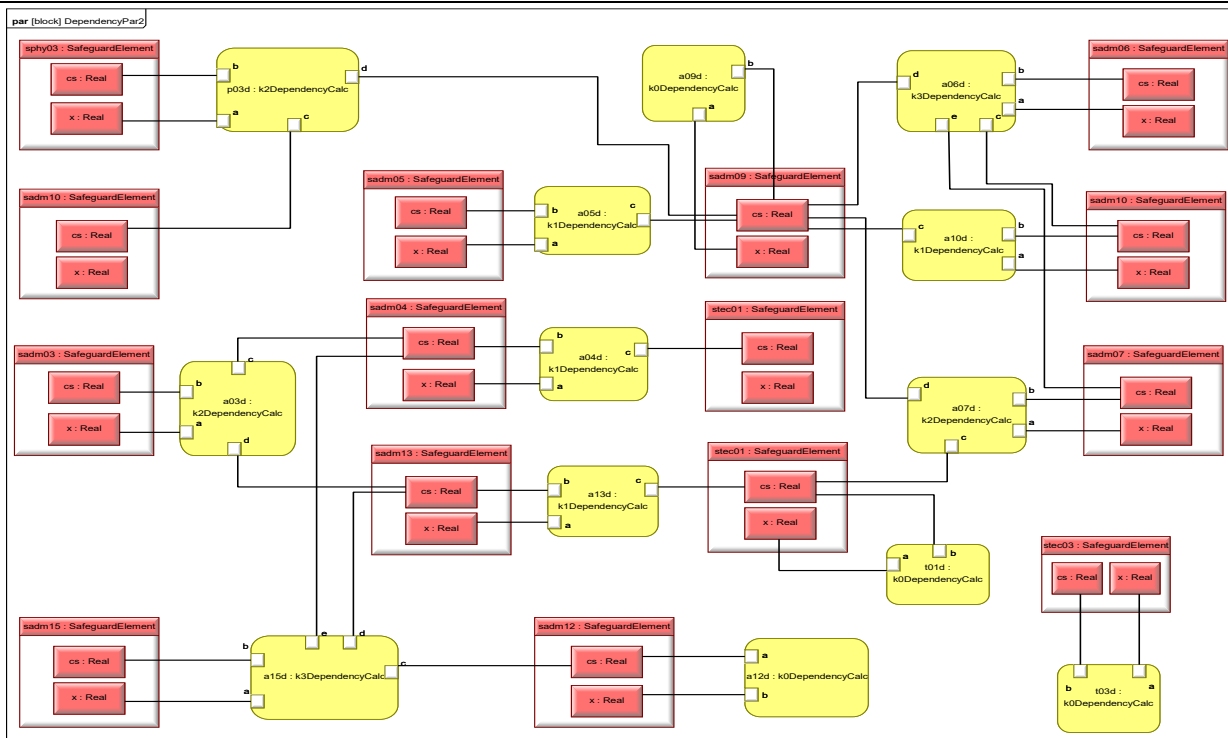 par [block] DependencyPar2
sphy03 : SafeguardElement
cs : Real
x : Real
b
a
d
c
p03d : k2DependencyCalc
a09d :
k0DependencyCalc
b
a
d
b
a
e
c
a06d :
k3DependencyCalc
sadm06 : SafeguardElement
cs : Real
x : Real
sadm10 : SafeguardElement
cs : Real
x : Real
sadm05 : SafeguardElement
cs : Real
x : Real
b
a
c
a05d :
k1DependencyCalc
sadm09 : SafeguardElement
cs : Real
x : Real
c
b
a
a10d :
k1DependencyCalc
sadm10 : SafeguardElement
cs : Real
x : Real
sadm03 : SafeguardElement
cs : Real
x : Real
c
b
a
d
a03d :
k2DependencyCalc
sadm04 : SafeguardElement
cs : Real
x : Real
b
a
c
a04d :
k1DependencyCalc
stec01 : SafeguardElement
cs : Real
x : Real
d
b
a
c
a07d :
k2DependencyCalc
sadm07 : SafeguardElement
cs : Real
x : Real
sadm13 : SafeguardElement
cs : Real
x : Real
b
a
c
a13d :
k1DependencyCalc
stec01 : SafeguardElement
cs : Real
x : Real
a
b
t01d :
k0DependencyCalc
stec03 : SafeguardElement
cs : Real
x : Real
b
a
t03d :
k0DependencyCalc
sadm15 : SafeguardElement
cs : Real
x : Real
e
d
b
a
c
a15d : k3DependencyCalc
sadm12 : SafeguardElement
cs : Real
x : Real
a
b
a12d : k0DependencyCalc